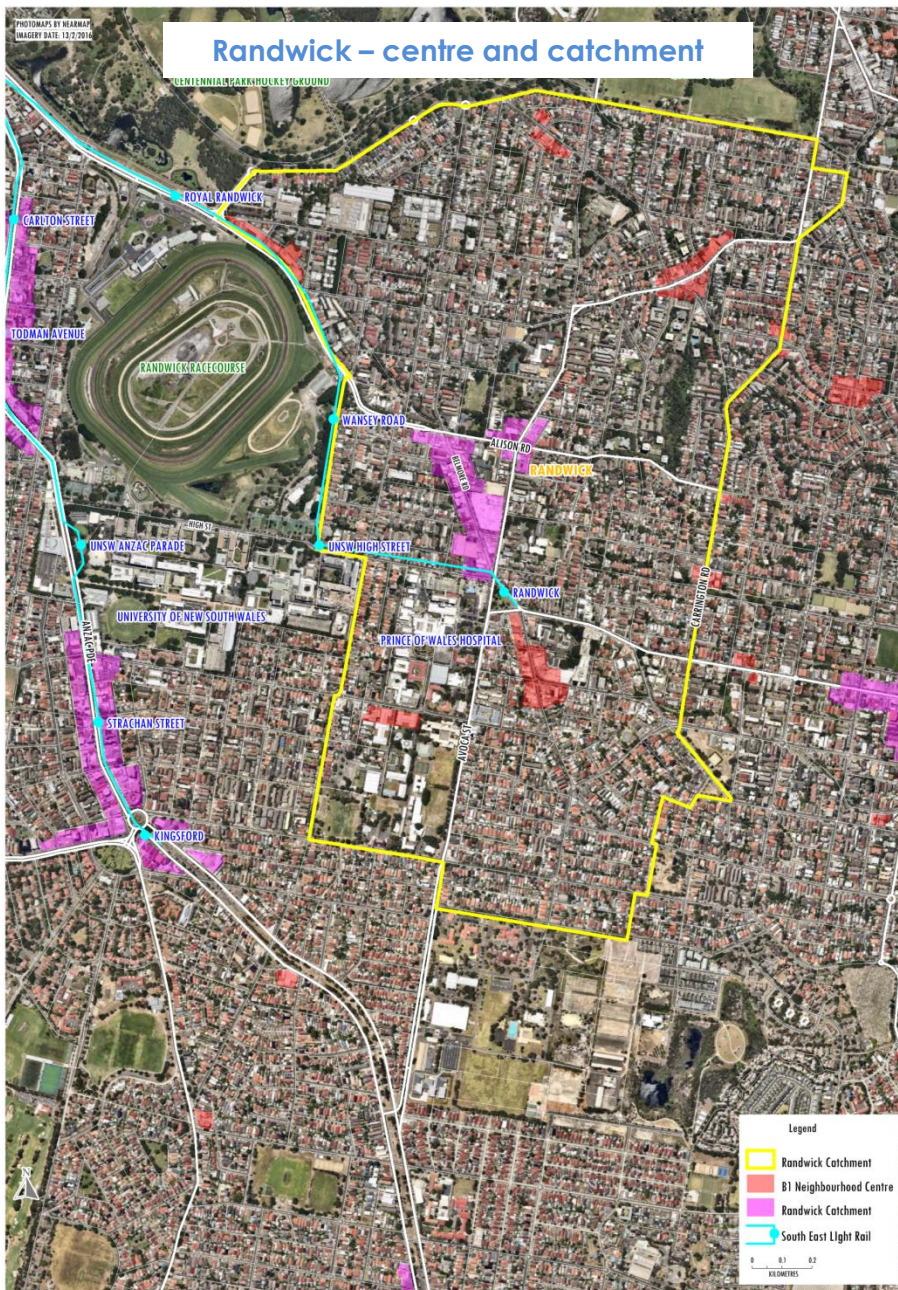 PHOTOMAPS BY NEARMAP
IMAGERY DATE: 13/2/2016
Randwick – centre and catchment
CENTENNIAL PARK HOCKEY GROUND
ROYAL RANDWICK
CARLTON STREET
TODMAN AVENUE
RANDWICK RACECOURSE
WANSEY ROAD
ALISON RD
BELMORE RD
RANDWICK
HIGH ST
UNSW ANZAC PARADE
UNSW HIGH STREET
RANDWICK
CARRINGTON RD
UNIVERSITY OF NEW SOUTH WALES
PRINCE OF WALES HOSPITAL
ANZAC PDE
STRACHAN STREET
AVOCA ST
KINGSFORD
N
Legend
Randwick Catchment
B1 Neighbourhood Centre
Randwick Catchment
South East LIght Rail
0 0.1 0.2
KILOMETRES